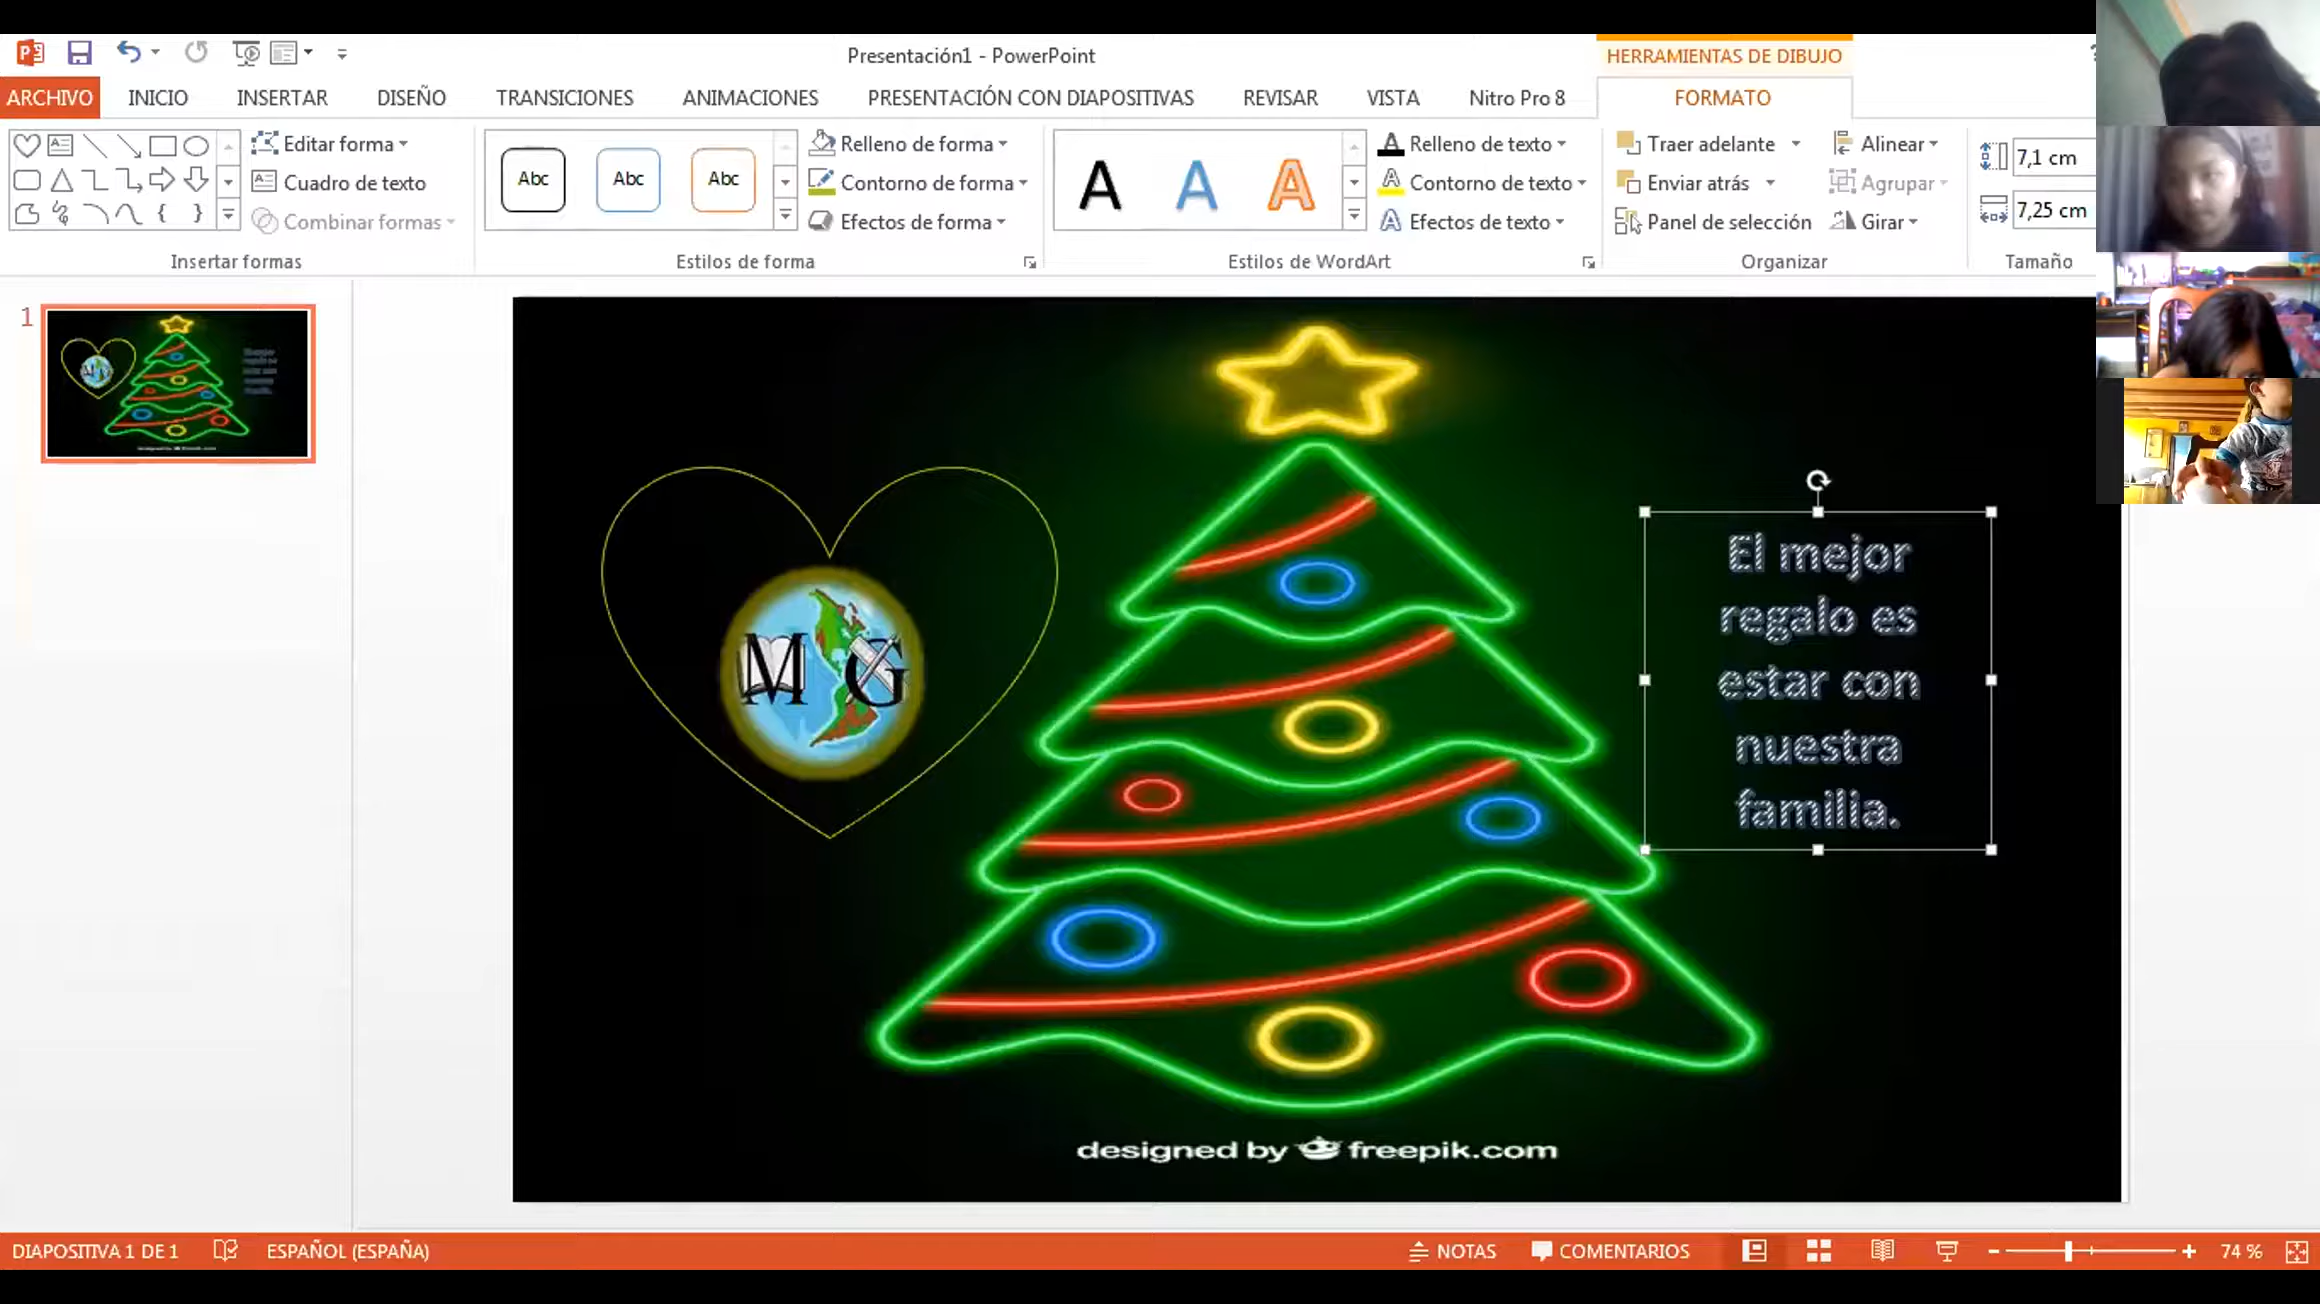 Presentación1 - PowerPoint
HERRAMIENTAS DE DIBUJO
?
ARCHIVO INICIO INSERTAR DISEÑO TRANSICIONES ANIMACIONES PRESENTACIÓN CON DIAPOSITIVAS REVISAR VISTA Nitro Pro 8 FORMATO
Editar forma
Cuadro de texto
Combinar formas
Insertar formas
Abc Abc Abc
Relleno de forma
Contorno de forma
Efectos de forma
Estilos de forma
A A A
Relleno de texto
Contorno de texto
Efectos de texto
Estilos de WordArt
Traer adelante
Enviar atrás
Panel de selección
Alinear
Agrupar
Girar
Organizar
7,1 cm
7,25 cm
Tamaño
1
M G
El mejor
regalo es
estar con
nuestra
familia.
designed by freepik.com
DIAPOSITIVA 1 DE 1 ESPAÑOL (ESPAÑA) NOTAS COMENTARIOS 74 %